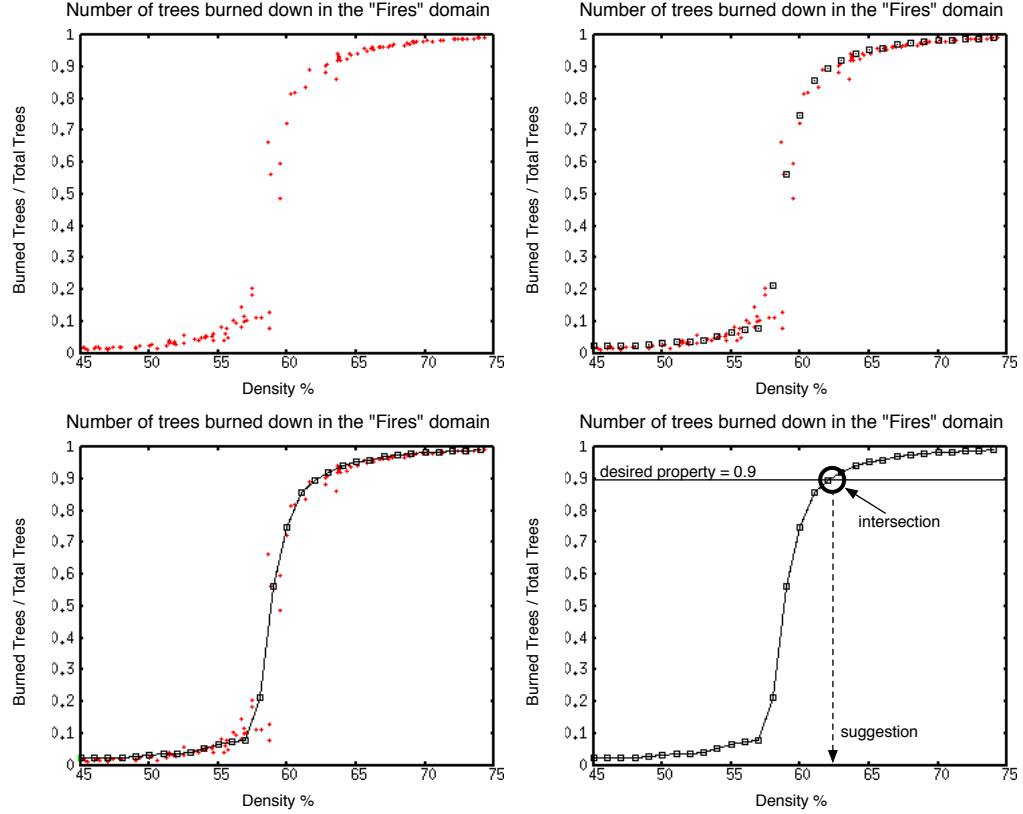 Number of trees burned down in the "Fires" domain
Burned Trees / Total Trees
1
0.9
0.8
0.7
0.6
0.5
0.4
0.3
0.2
0.1
0
45 50 55 60 65 70 75
Density %
Number of trees burned down in the "Fires" domain
Burned Trees / Total Trees
1
0.9
0.8
0.7
0.6
0.5
0.4
0.3
0.2
0.1
0
45 50 55 60 65 70 75
Density %
Number of trees burned down in the "Fires" domain
Burned Trees / Total Trees
1
0.9
0.8
0.7
0.6
0.5
0.4
0.3
0.2
0.1
0
45 50 55 60 65 70 75
Density %
Number of trees burned down in the "Fires" domain
Burned Trees / Total Trees
1
0.9
0.8
0.7
0.6
0.5
0.4
0.3
0.2
0.1
0
desired property = 0.9
intersection
suggestion
45 50 55 60 65 70 75
Density %